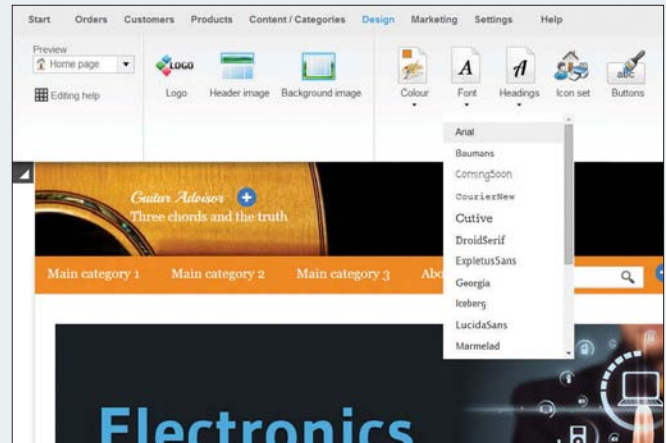 Start Orders Customers Products Content / Categories Design Marketing Settings Help
Preview
Home page
Editing help
LOGO
Logo Header image Background image Colour Font Headings Icon set Buttons
A A abc
Arial
Baumans
ComingSoon
CourierNew
Cutive
DroidSerif
ExpletusSans
Georgia
Iceberg
LucidaSans
Marmelad
Guitar Advisor
Three chords and the truth
Main category 1 Main category 2 Main category 3 Abo
Electronics